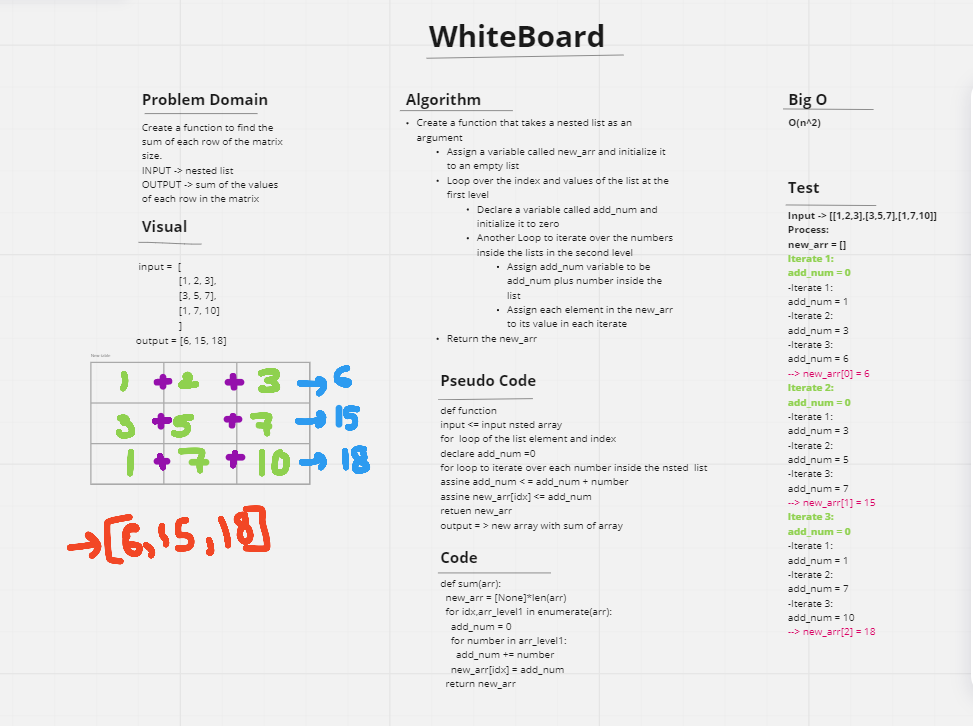 WhiteBoard
Problem Domain
Create a function to find the
sum of each row of the matrix
size.
INPUT -> nested list
OUTPUT -> sum of the values
of each row in the matrix
Visual
input = [
[1, 2, 3],
[3, 5, 7],
[1, 7, 10]
]
output = [6, 15, 18]
1 + 2 + 3 → 6
3 + 5 + 7 → 15
1 + 7 + 10 → 18
→ [6, 15, 18]
Algorithm
• Create a function that takes a nested list as an
argument
• Assign a variable called new_arr and initialize it
to an empty list
• Loop over the index and values of the list at the
first level
• Declare a variable called add_num and
initialize it to zero
• Another Loop to iterate over the numbers
inside the lists in the second level
• Assign add_num variable to be
add_num plus number inside the
list
• Assign each element in the new_arr
to its value in each iterate
• Return the new_arr
Pseudo Code
def function
input <= input nsted array
for loop of the list element and index
declare add_num =0
for loop to iterate over each number inside the nsted list
assine add_num < = add_num + number
assine new_arr[idx] <= add_num
retuen new_arr
output = > new array with sum of array
Code
def sum(arr):
new_arr = [None]*len(arr)
for idx,arr_level1 in enumerate(arr):
add_num = 0
for number in arr_level1:
add_num += number
new_arr[idx] = add_num
return new_arr
Big O
O(n^2)
Test
Input -> [[1,2,3],[3,5,7],[1,7,10]]
Process:
new_arr = []
Iterate 1:
add_num = 0
-Iterate 1:
add_num = 1
-Iterate 2:
add_num = 3
-Iterate 3:
add_num = 6
--> new_arr[0] = 6
Iterate 2:
add_num = 0
-Iterate 1:
add_num = 3
-Iterate 2:
add_num = 5
-Iterate 3:
add_num = 7
--> new_arr[1] = 15
Iterate 3:
add_num = 0
-Iterate 1:
add_num = 1
-Iterate 2:
add_num = 7
-Iterate 3:
add_num = 10
--> new_arr[2] = 18